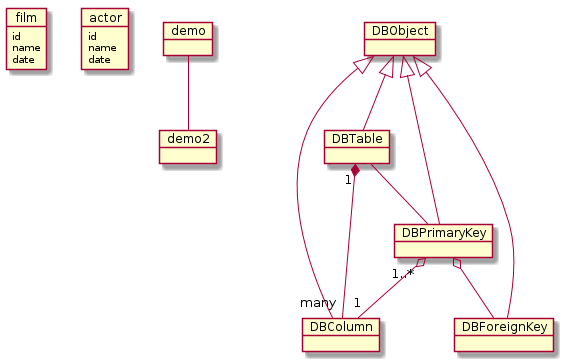 film
id
name
date
actor
id
name
date
demo
demo2
DBObject
DBTable
1
DBPrimaryKey
1..*
many
1
DBColumn
DBForeignKey